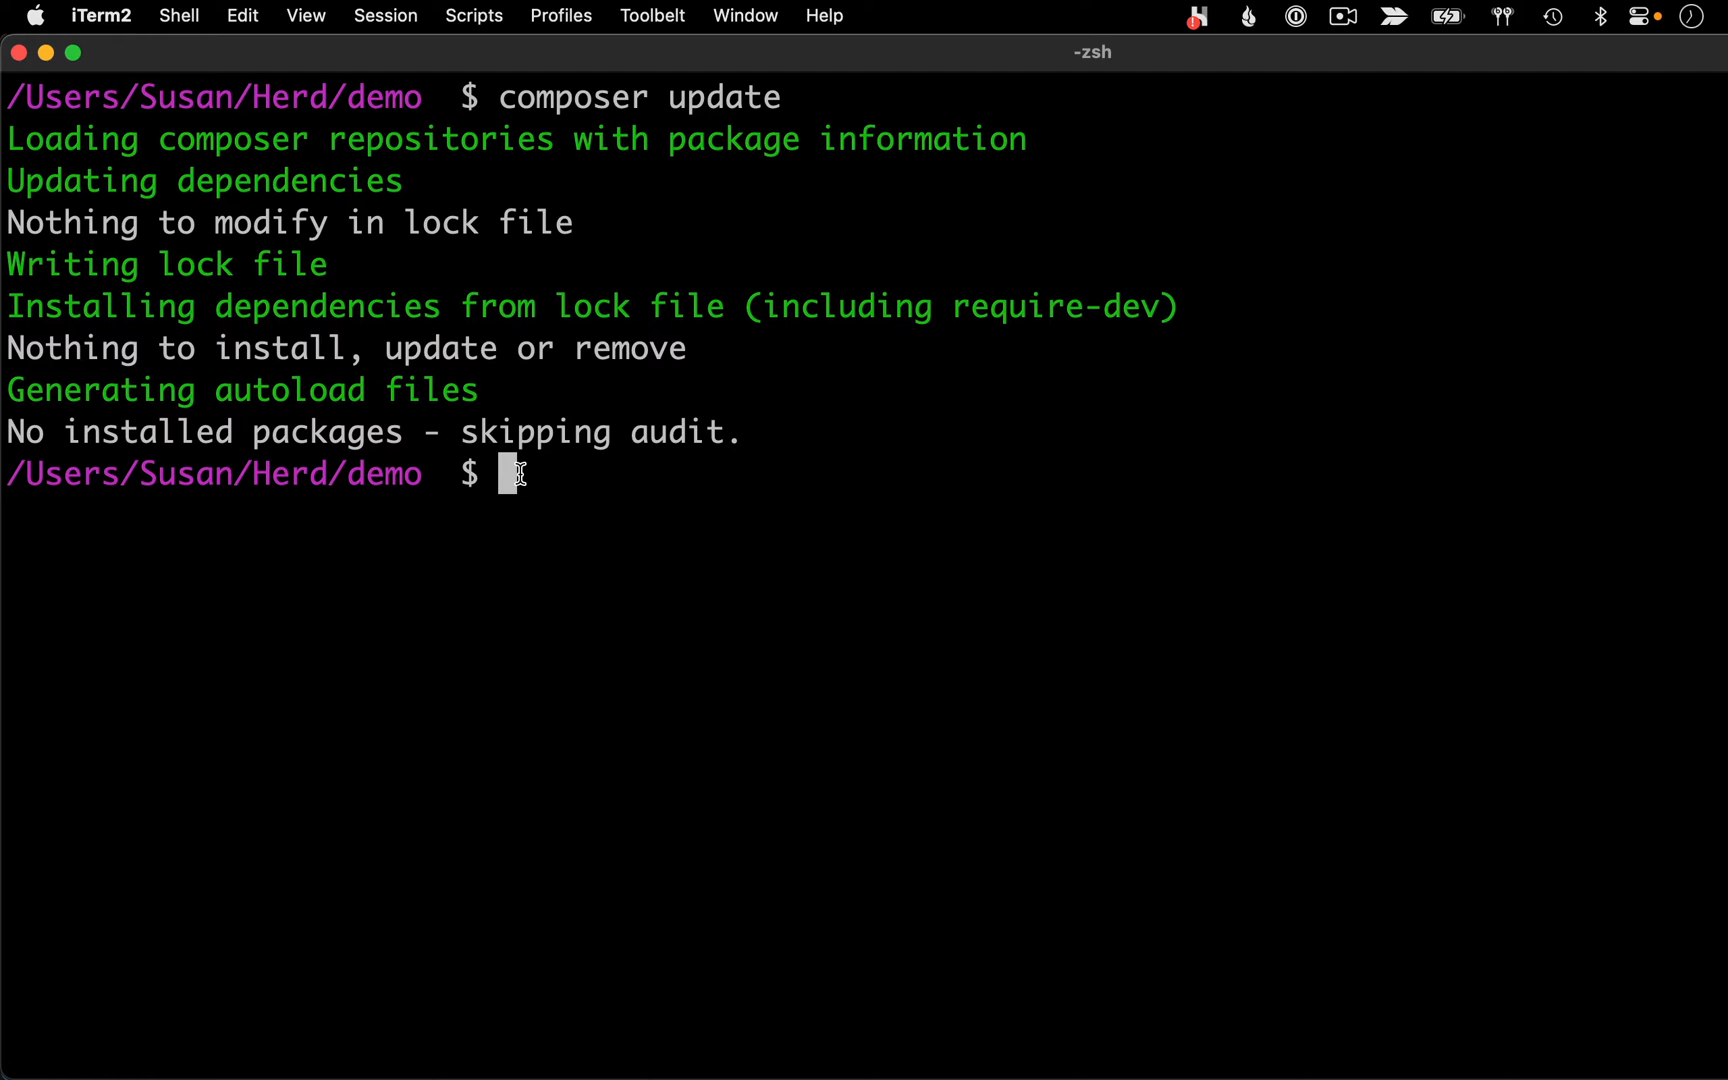 iTerm2 Shell Edit View Session Scripts Profiles Toolbelt Window Help
-zsh
/Users/Susan/Herd/demo  $ composer update
Loading composer repositories with package information
Updating dependencies
Nothing to modify in lock file
Writing lock file
Installing dependencies from lock file (including require-dev)
Nothing to install, update or remove
Generating autoload files
No installed packages - skipping audit.
/Users/Susan/Herd/demo  $